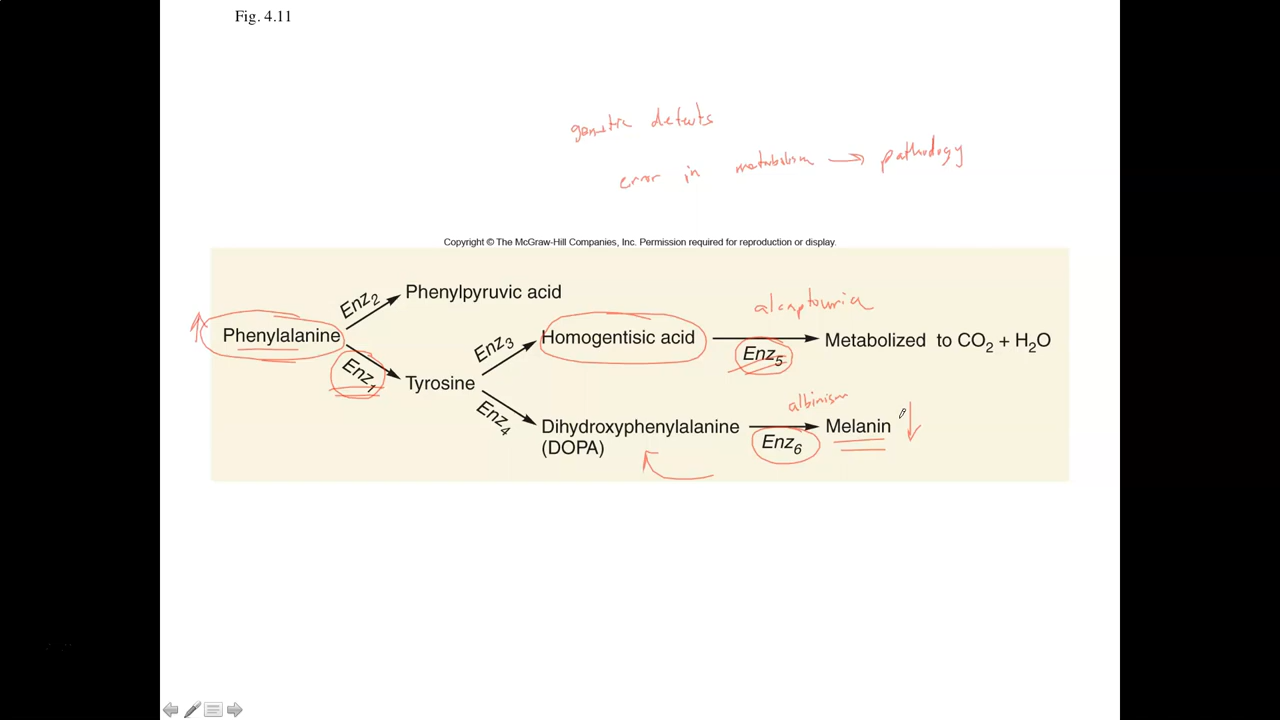 Fig. 4.11
genetic defects
error in metabolism → pathology
Copyright © The McGraw-Hill Companies, Inc. Permission required for reproduction or display.
Enz2
Phenylpyruvic acid
alcaptouria
Phenylalanine
Enz3
Homogentisic acid
Metabolized to CO2 + H2O
Enz5
Enz1
Tyrosine
albinism
Enz4
Dihydroxyphenylalanine
(DOPA)
Melanin
Enz6